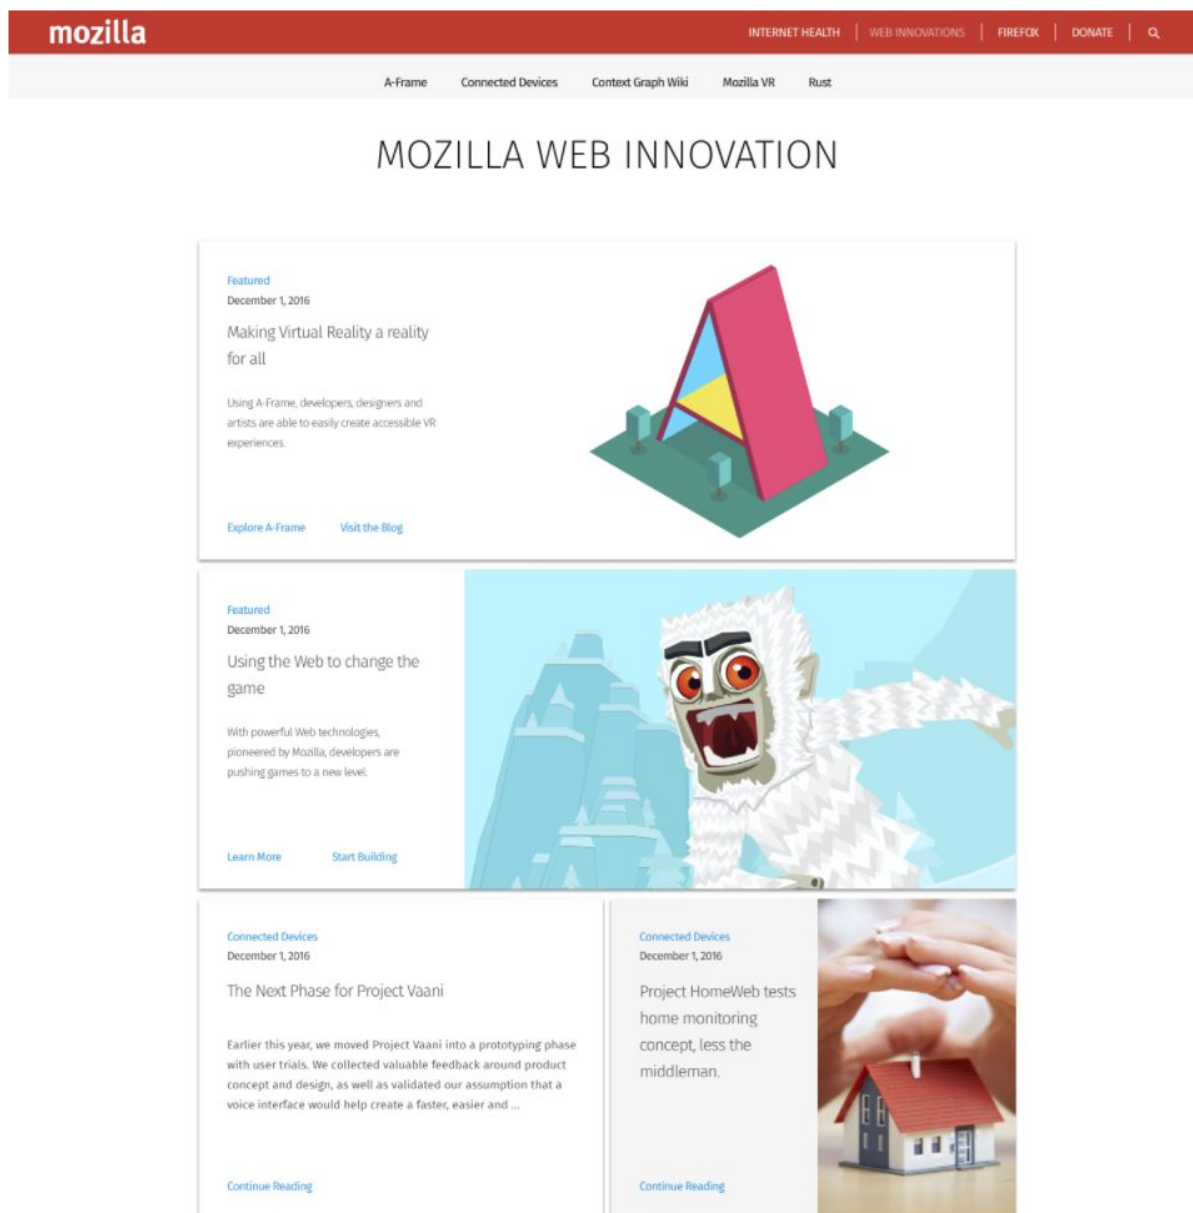 mozilla
INTERNET HEALTH
WEB INNOVATIONS
FIREFOX
DONATE
A-Frame
Connected Devices
Context Graph Wiki
Mozilla VR
Rust
MOZILLA WEB INNOVATION
Featured
December 1, 2016
Making Virtual Reality a reality
for all
Using A-Frame, developers, designers and
artists are able to easily create accessible VR
experiences.
Explore A-Frame
Visit the Blog
Featured
December 1, 2016
Using the Web to change the
game
With powerful Web technologies,
pioneered by Mozilla, developers are
pushing games to a new level.
Learn More
Start Building
Connected Devices
December 1, 2016
The Next Phase for Project Vaani
Earlier this year, we moved Project Vaani into a prototyping phase
with user trials. We collected valuable feedback around product
concept and design, as well as validated our assumption that a
voice interface would help create a faster, easier and ...
Continue Reading
Connected Devices
December 1, 2016
Project HomeWeb tests
home monitoring
concept, less the
middleman.
Continue Reading